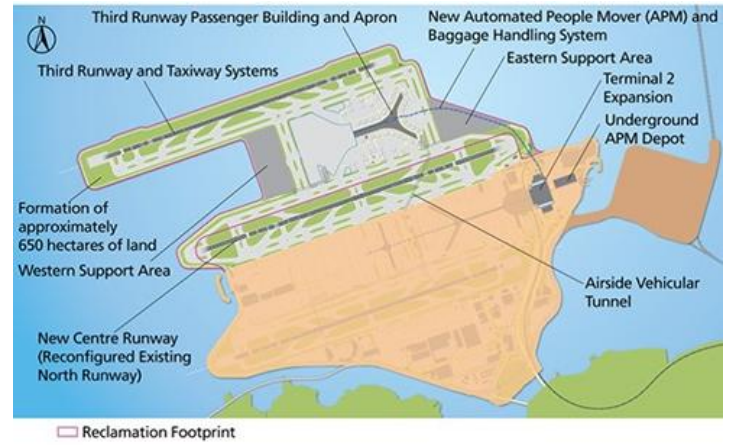 N
Third Runway Passenger Building and Apron
New Automated People Mover (APM) and
Baggage Handling System
Third Runway and Taxiway Systems
Eastern Support Area
Terminal 2
Expansion
Underground
APM Depot
Formation of
approximately
650 hectares of land
Western Support Area
Airside Vehicular
Tunnel
New Centre Runway
(Reconfigured Existing
North Runway)
Reclamation Footprint